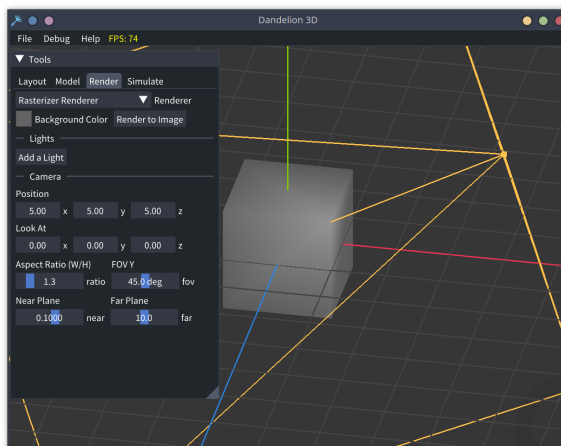 Dandelion 3D
File Debug Help FPS: 74
Tools
Layout Model Render Simulate
Rasterizer Renderer Renderer
Background Color Render to Image
Lights
Add a Light
Camera
Position
5.00 x 5.00 y 5.00 z
Look At
0.00 x 0.00 y 0.00 z
Aspect Ratio (W/H) FOV Y
1.3 ratio 45.0 deg fov
Near Plane Far Plane
0.1000 near 10.0 far